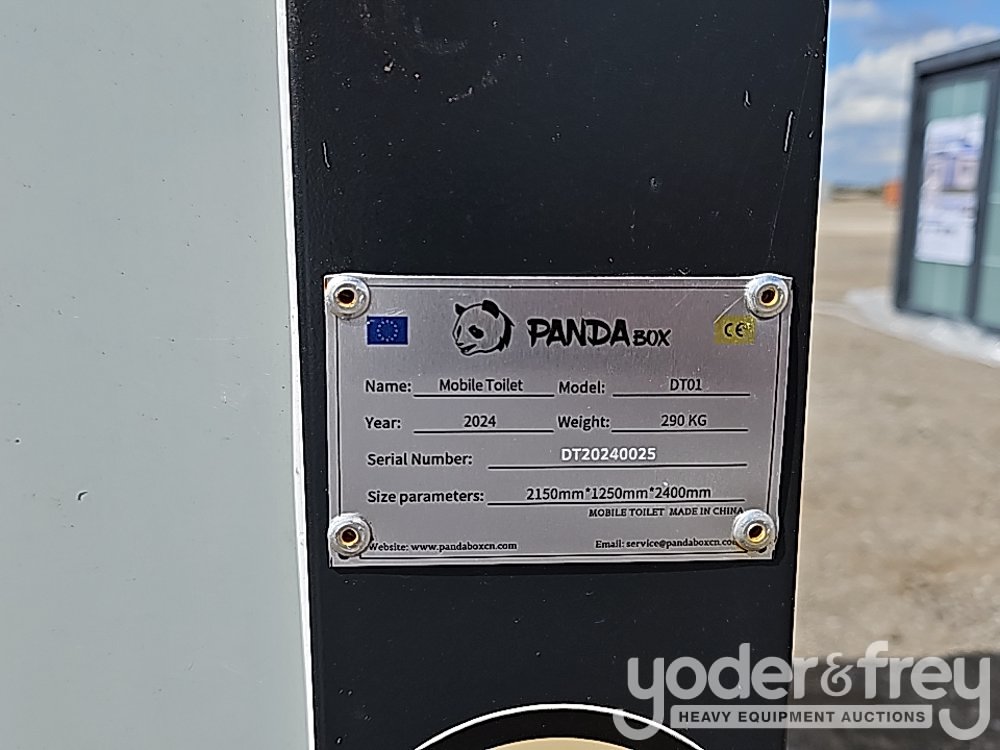 PANDA BOX
CE
Name: Mobile Toilet Model: DT01
Year: 2024 Weight: 290 KG
Serial Number: DT20240025
Size parameters: 2150mm*1250mm*2400mm
MOBILE TOILET MADE IN CHINA
Website: www.pandaboxcn.com Email: service@pandaboxcn.com
yoder&frey
HEAVY EQUIPMENT AUCTIONS